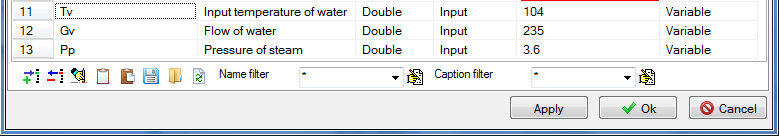 11 Tv Input temperature of water Double Input 104 Variable
12 Gv Flow of water Double Input 235 Variable
13 Pp Pressure of steam Double Input 3.6 Variable
Name filter * Caption filter *
Apply Ok Cancel